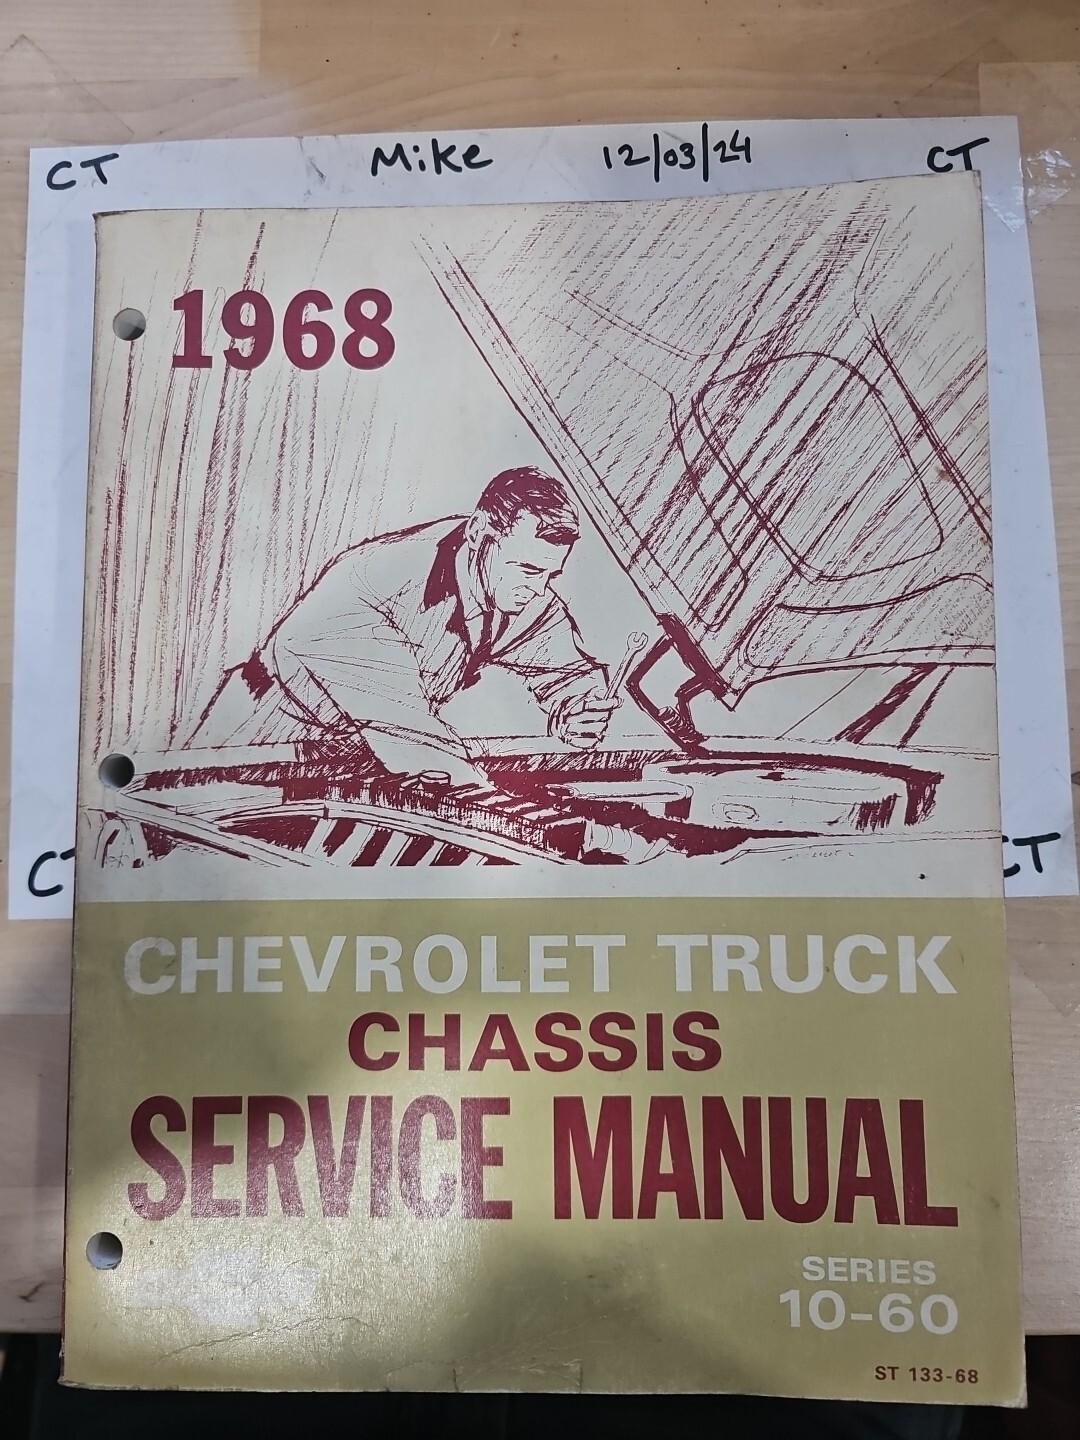 CT Mike 12/03/24 CT
1968
CT
CHEVROLET TRUCK
CHASSIS
SERVICE MANUAL
SERIES
10-60
ST 133-68